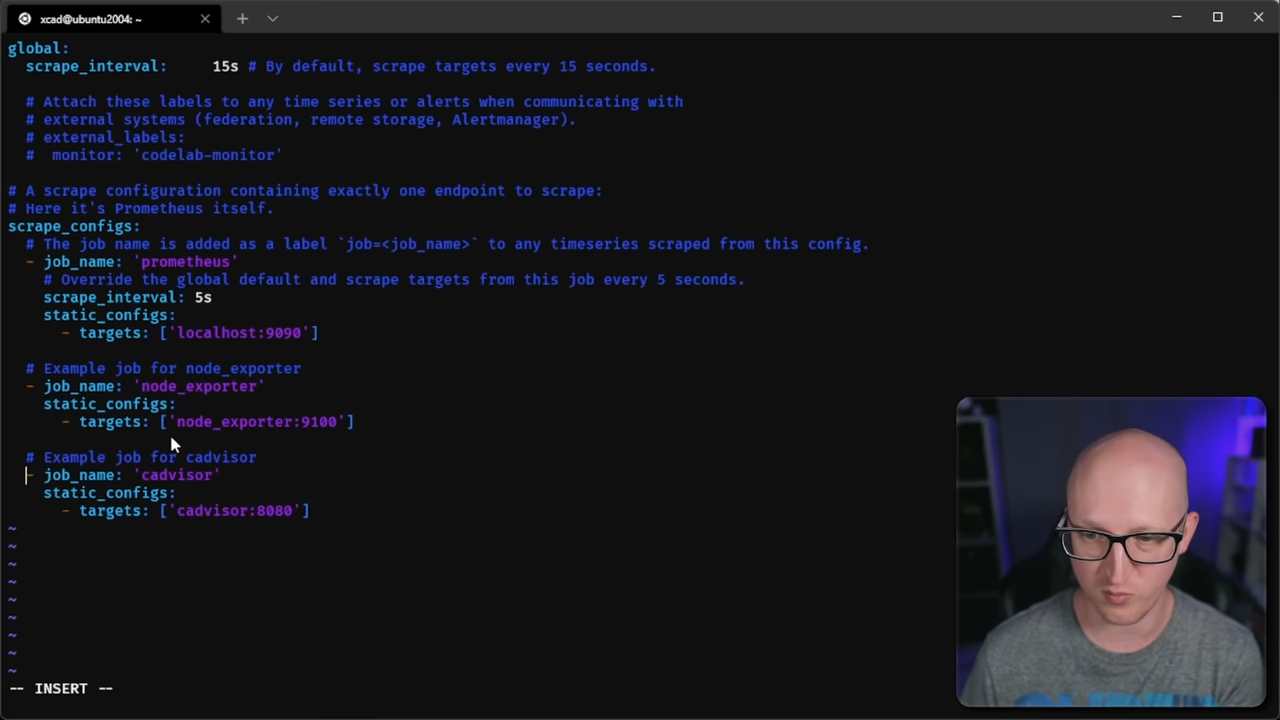 xcad@ubuntu2004: ~
global:
  scrape_interval:     15s # By default, scrape targets every 15 seconds.

  # Attach these labels to any time series or alerts when communicating with
  # external systems (federation, remote storage, Alertmanager).
  # external_labels:
  #  monitor: 'codelab-monitor'

# A scrape configuration containing exactly one endpoint to scrape:
# Here it's Prometheus itself.
scrape_configs:
  # The job name is added as a label `job=<job_name>` to any timeseries scraped from this config.
  - job_name: 'prometheus'
    # Override the global default and scrape targets from this job every 5 seconds.
    scrape_interval: 5s
    static_configs:
      - targets: ['localhost:9090']

  # Example job for node_exporter
  - job_name: 'node_exporter'
    static_configs:
      - targets: ['node_exporter:9100']

  # Example job for cadvisor
  - job_name: 'cadvisor'
    static_configs:
      - targets: ['cadvisor:8080']
~
~
~
~
~
~
~
~
~
-- INSERT --